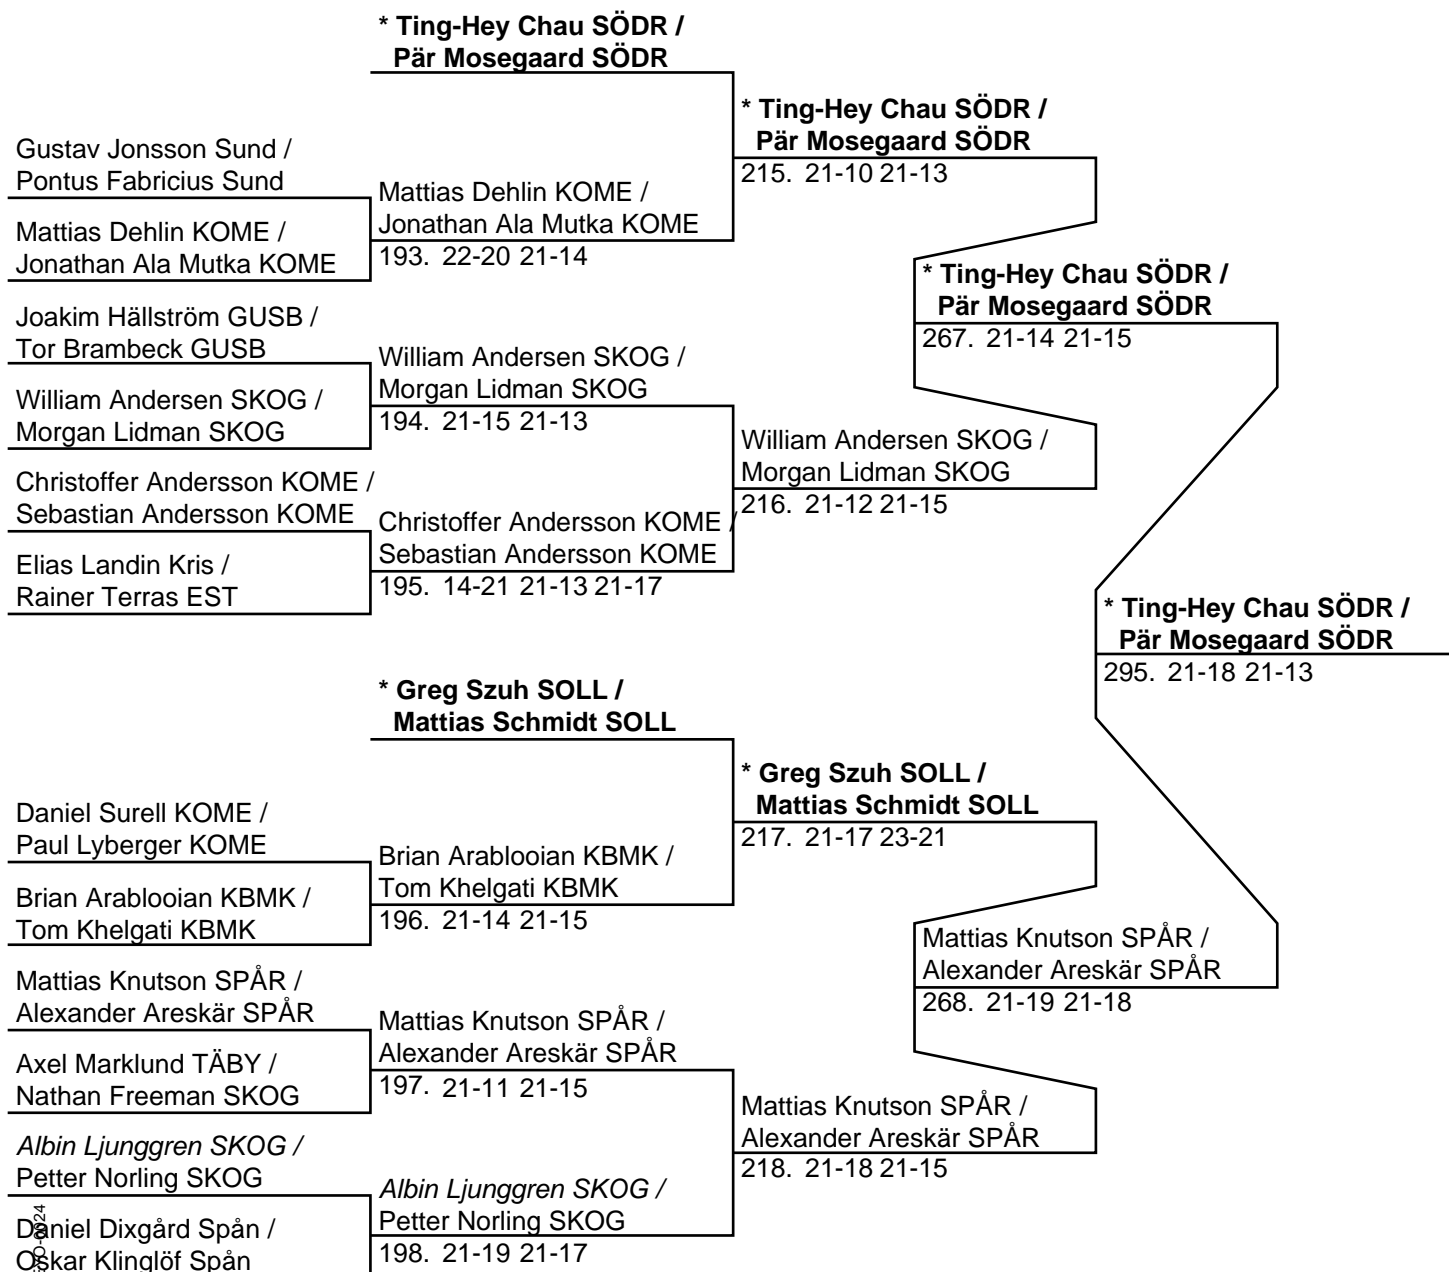 * Ting-Hey Chau SÖDR /
Pär Mosegaard SÖDR
* Ting-Hey Chau SÖDR /
Pär Mosegaard SÖDR
215. 21-10 21-13
Gustav Jonsson Sund /
Pontus Fabricius Sund
Mattias Dehlin KOME /
Jonathan Ala Mutka KOME
193. 22-20 21-14
Mattias Dehlin KOME /
Jonathan Ala Mutka KOME
* Ting-Hey Chau SÖDR /
Pär Mosegaard SÖDR
267. 21-14 21-15
Joakim Hällström GUSB /
Tor Brambeck GUSB
William Andersen SKOG /
Morgan Lidman SKOG
194. 21-15 21-13
William Andersen SKOG /
Morgan Lidman SKOG
William Andersen SKOG /
Morgan Lidman SKOG
216. 21-12 21-15
Christoffer Andersson KOME /
Sebastian Andersson KOME
Christoffer Andersson KOME /
Sebastian Andersson KOME
195. 14-21 21-13 21-17
Elias Landin Kris /
Rainer Terras EST
* Ting-Hey Chau SÖDR /
Pär Mosegaard SÖDR
295. 21-18 21-13
* Greg Szuh SOLL /
Mattias Schmidt SOLL
* Greg Szuh SOLL /
Mattias Schmidt SOLL
217. 21-17 23-21
Daniel Surell KOME /
Paul Lyberger KOME
Brian Arablooian KBMK /
Tom Khelgati KBMK
196. 21-14 21-15
Brian Arablooian KBMK /
Tom Khelgati KBMK
Mattias Knutson SPÅR /
Alexander Areskär SPÅR
268. 21-19 21-18
Mattias Knutson SPÅR /
Alexander Areskär SPÅR
Mattias Knutson SPÅR /
Alexander Areskär SPÅR
197. 21-11 21-15
Axel Marklund TÄBY /
Nathan Freeman SKOG
Mattias Knutson SPÅR /
Alexander Areskär SPÅR
218. 21-18 21-15
Albin Ljunggren SKOG /
Petter Norling SKOG
Albin Ljunggren SKOG /
Petter Norling SKOG
198. 21-19 21-17
Daniel Dixgård Spån /
Oskar Klinglöf Spån